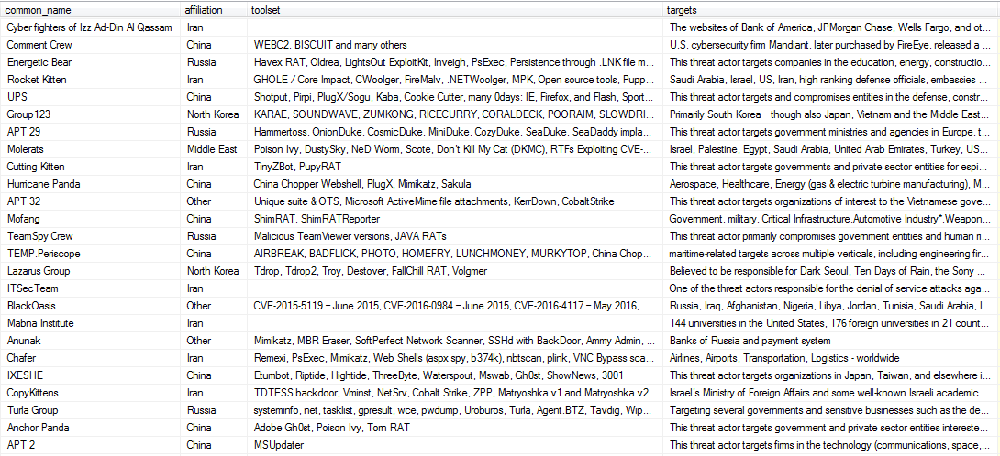 common_name affiliation toolset targets
Cyber fighters of Izz Ad-Din Al Qassam Iran The websites of Bank of America, JPMorgan Chase, Wells Fargo, and ot...
Comment Crew China WEBC2, BISCUIT and many others U.S. cybersecurity firm Mandiant, later purchased by FireEye, released a ...
Energetic Bear Russia Havex RAT, Oldrea, LightsOut ExploitKit, Inveigh, PsExec, Persistence through .LNK file m... This threat actor targets companies in the education, energy, constructio...
Rocket Kitten Iran GHOLE / Core Impact, CWoolger, FireMalv, .NETWoolger, MPK, Open source tools, Pupp... Saudi Arabia, Israel, US, Iran, high ranking defense officials, embassies ...
UPS China Shotput, Pirpi, PlugX/Sogu, Kaba, Cookie Cutter, many 0days: IE, Firefox, and Flash, Sport... This threat actor targets and compromises entities in the defense, constr...
Group123 North Korea KARAE, SOUNDWAVE, ZUMKONG, RICECURRY, CORALDECK, POORAIM, SLOWDRI... Primarily South Korea – though also Japan, Vietnam and the Middle East...
APT 29 Russia Hammertoss, OnionDuke, CosmicDuke, MiniDuke, CozyDuke, SeaDuke, SeaDaddy impla... This threat actor targets government ministries and agencies in Europe, t...
Molerats Middle East Poison Ivy, DustySky, NeD Worm, Scote, Don't Kill My Cat (DKMC), RTFs Exploiting CVE-... Israel, Palestine, Egypt, Saudi Arabia, United Arab Emirates, Turkey, US...
Cutting Kitten Iran TinyZBot, PupyRAT This threat actor targets governments and private sector entities for espi...
Hurricane Panda China China Chopper Webshell, PlugX, Mimikatz, Sakula Aerospace, Healthcare, Energy (gas & electric turbine manufacturing), M...
APT 32 Other Unique suite & OTS, Microsoft ActiveMime file attachments, KerrDown, CobaltStrike This threat actor targets organizations of interest to the Vietnamese gove...
Mofang China ShimRAT, ShimRATReporter Government, military, Critical Infrastructure,Automotive Industry*,Weapon...
TeamSpy Crew Russia Malicious TeamViewer versions, JAVA RATs This threat actor primarily compromises government entities and human ri...
TEMP.Periscope China AIRBREAK, BADFLICK, PHOTO, HOMEFRY, LUNCHMONEY, MURKYTOP, China Chop... maritime-related targets across multiple verticals, including engineering fir...
Lazarus Group North Korea Tdrop, Tdrop2, Troy, Destover, FallChill RAT, Volgmer Believed to be responsible for Dark Seoul, Ten Days of Rain, the Sony ...
ITSecTeam Iran One of the threat actors responsible for the denial of service attacks aga...
BlackOasis Other CVE-2015-5119 – June 2015, CVE-2016-0984 – June 2015, CVE-2016-4117 – May 2016, ... Russia, Iraq, Afghanistan, Nigeria, Libya, Jordan, Tunisia, Saudi Arabia, I...
Mabna Institute Iran 144 universities in the United States, 176 foreign universities in 21 count...
Anunak Other Mimikatz, MBR Eraser, SoftPerfect Network Scanner, SSHd with BackDoor, Ammy Admin, ... Banks of Russia and payment system
Chafer Iran Remexi, PsExec, Mimikatz, Web Shells (aspx spy, b374k), nbtscan, plink, VNC Bypass sca... Airlines, Airports, Transportation, Logistics - worldwide
IXESHE China Etumbot, Riptide, Hightide, ThreeByte, Waterspout, Mswab, Gh0st, ShowNews, 3001 This threat actor targets organizations in Japan, Taiwan, and elsewhere i...
CopyKittens Iran TDTESS backdoor, Vminst, NetSrv, Cobalt Strike, ZPP, Matryoshka v1 and Matryoshka v2 Israel's Ministry of Foreign Affairs and some well-known Israeli academic ...
Turla Group Russia systeminfo, net, tasklist, gpresult, wce, pwdump, Uroburos, Turla, Agent.BTZ, Tavdig, Wip... Targeting several governments and sensitive businesses such as the de...
Anchor Panda China Adobe Gh0st, Poison Ivy, Torn RAT This threat actor targets government and private sector entities intereste...
APT 2 China MSUpdater This threat actor targets firms in the technology (communications, space,...